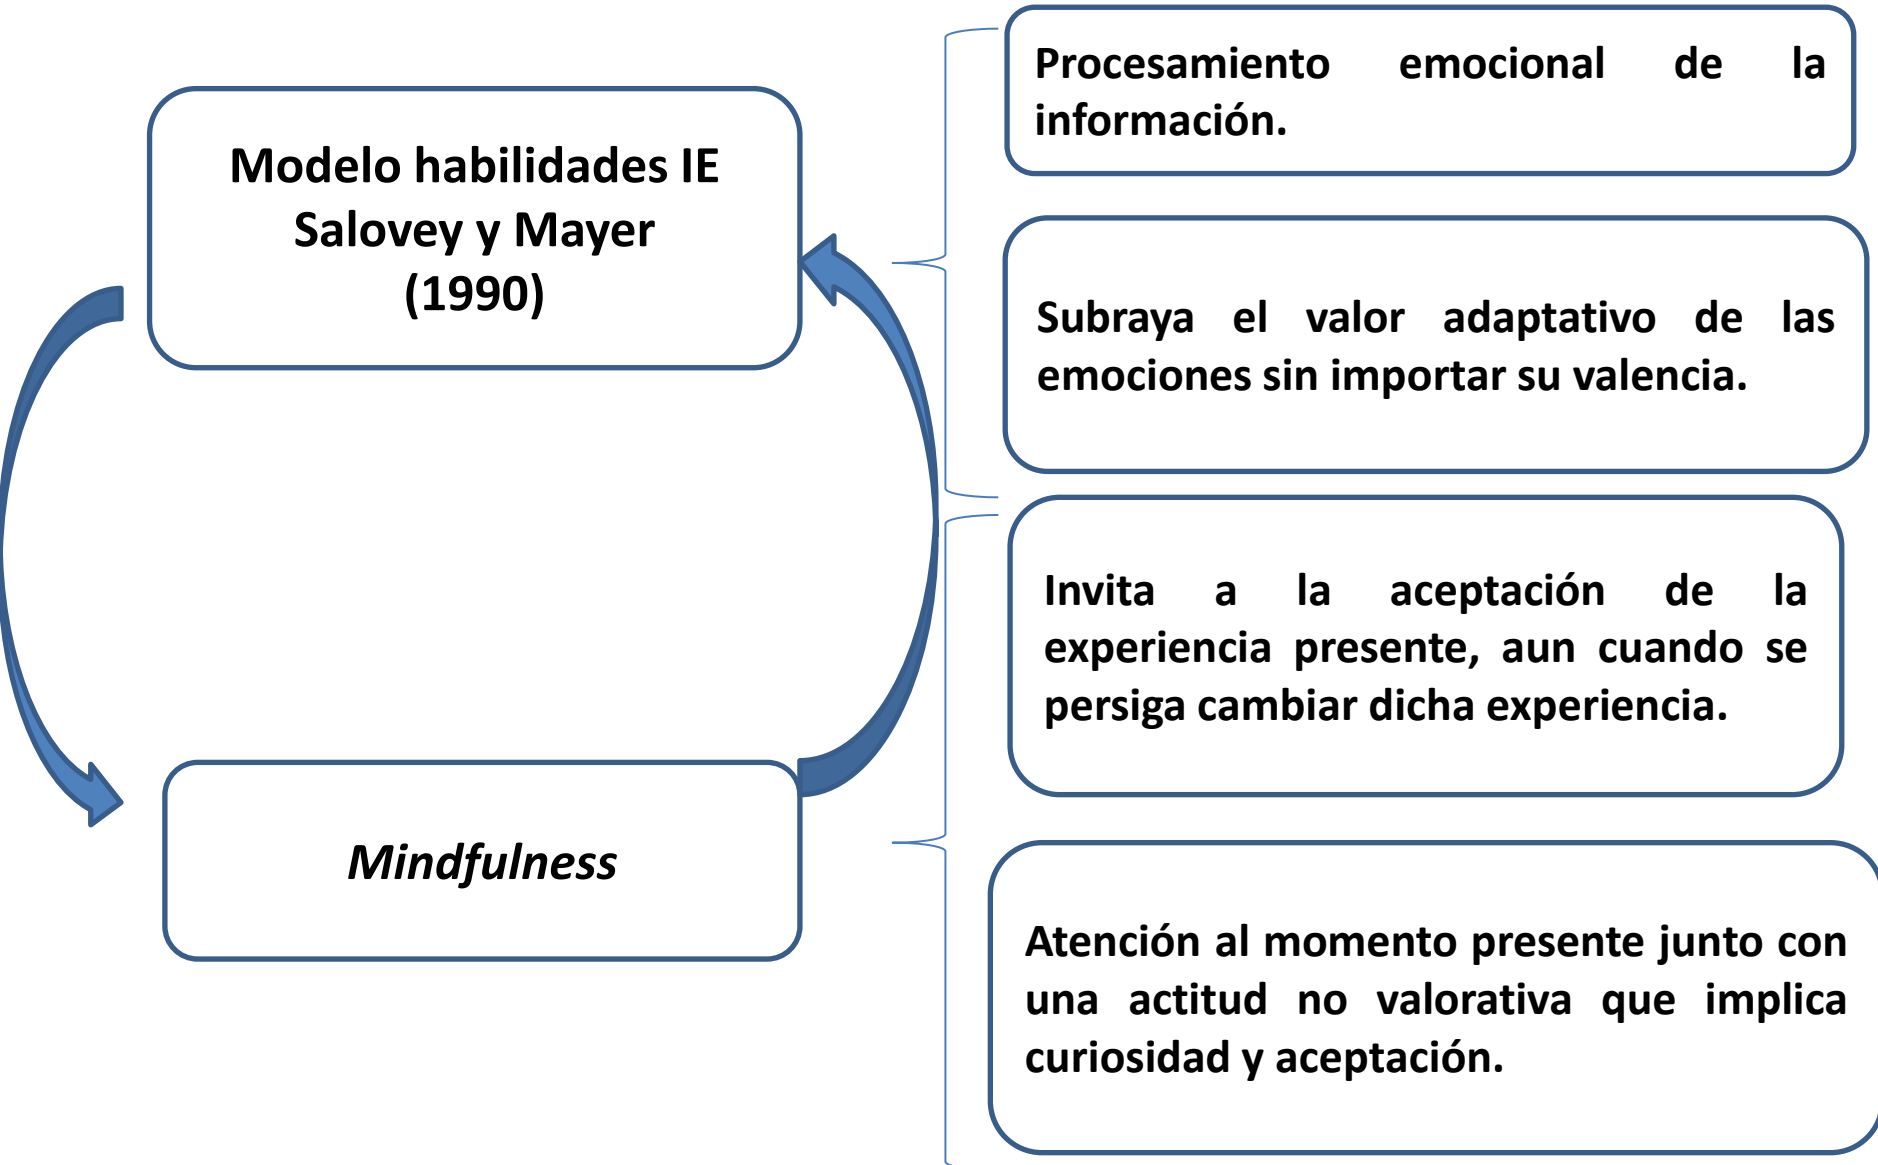 Modelo habilidades IE
Salovey y Mayer
(1990)
Procesamiento emocional de la
información.
Subraya el valor adaptativo de las
emociones sin importar su valencia.
Mindfulness
Invita a la aceptación de la
experiencia presente, aun cuando se
persiga cambiar dicha experiencia.
Atención al momento presente junto con
una actitud no valorativa que implica
curiosidad y aceptación.